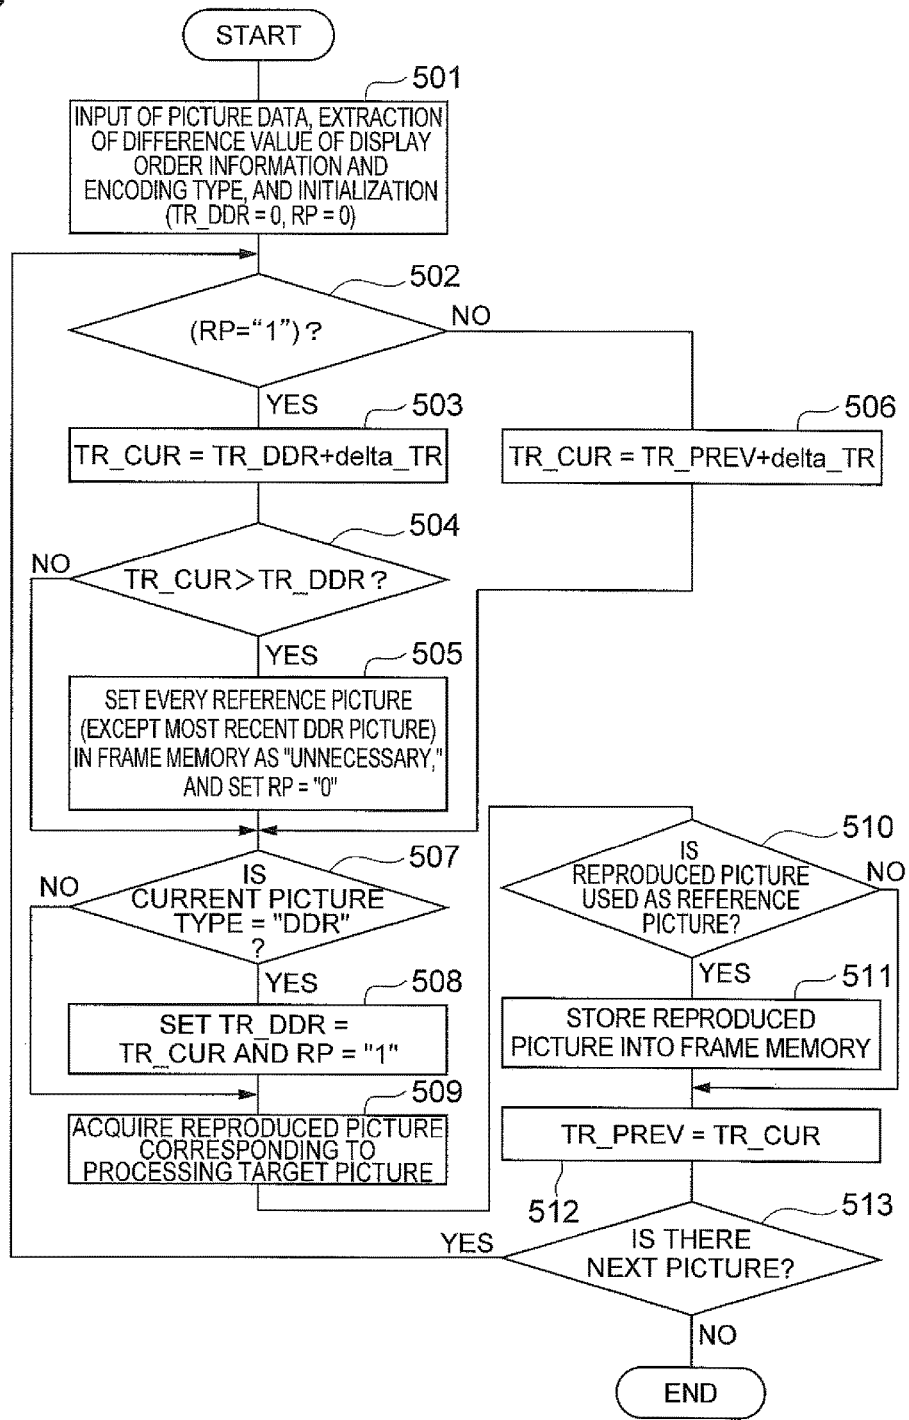 START
501
INPUT OF PICTURE DATA, EXTRACTION
OF DIFFERENCE VALUE OF DISPLAY
ORDER INFORMATION AND
ENCODING TYPE, AND INITIALIZATION
(TR_DDR = 0, RP = 0)
502
(RP="1")?
NO
YES
503
TR_CUR = TR_DDR+delta_TR
506
TR_CUR = TR_PREV+delta_TR
504
NO
TR_CUR>TR_DDR?
YES
505
SET EVERY REFERENCE PICTURE
(EXCEPT MOST RECENT DDR PICTURE)
IN FRAME MEMORY AS "UNNECESSARY,"
AND SET RP = "0"
507
NO
IS
CURRENT PICTURE
TYPE = "DDR"
?
YES
508
SET TR_DDR =
TR_CUR AND RP = "1"
509
ACQUIRE REPRODUCED PICTURE
CORRESPONDING TO
PROCESSING TARGET PICTURE
510
IS
REPRODUCED PICTURE
USED AS REFERENCE
PICTURE?
NO
YES
511
STORE REPRODUCED
PICTURE INTO FRAME MEMORY
TR_PREV = TR_CUR
512
513
YES
IS THERE
NEXT PICTURE?
NO
END